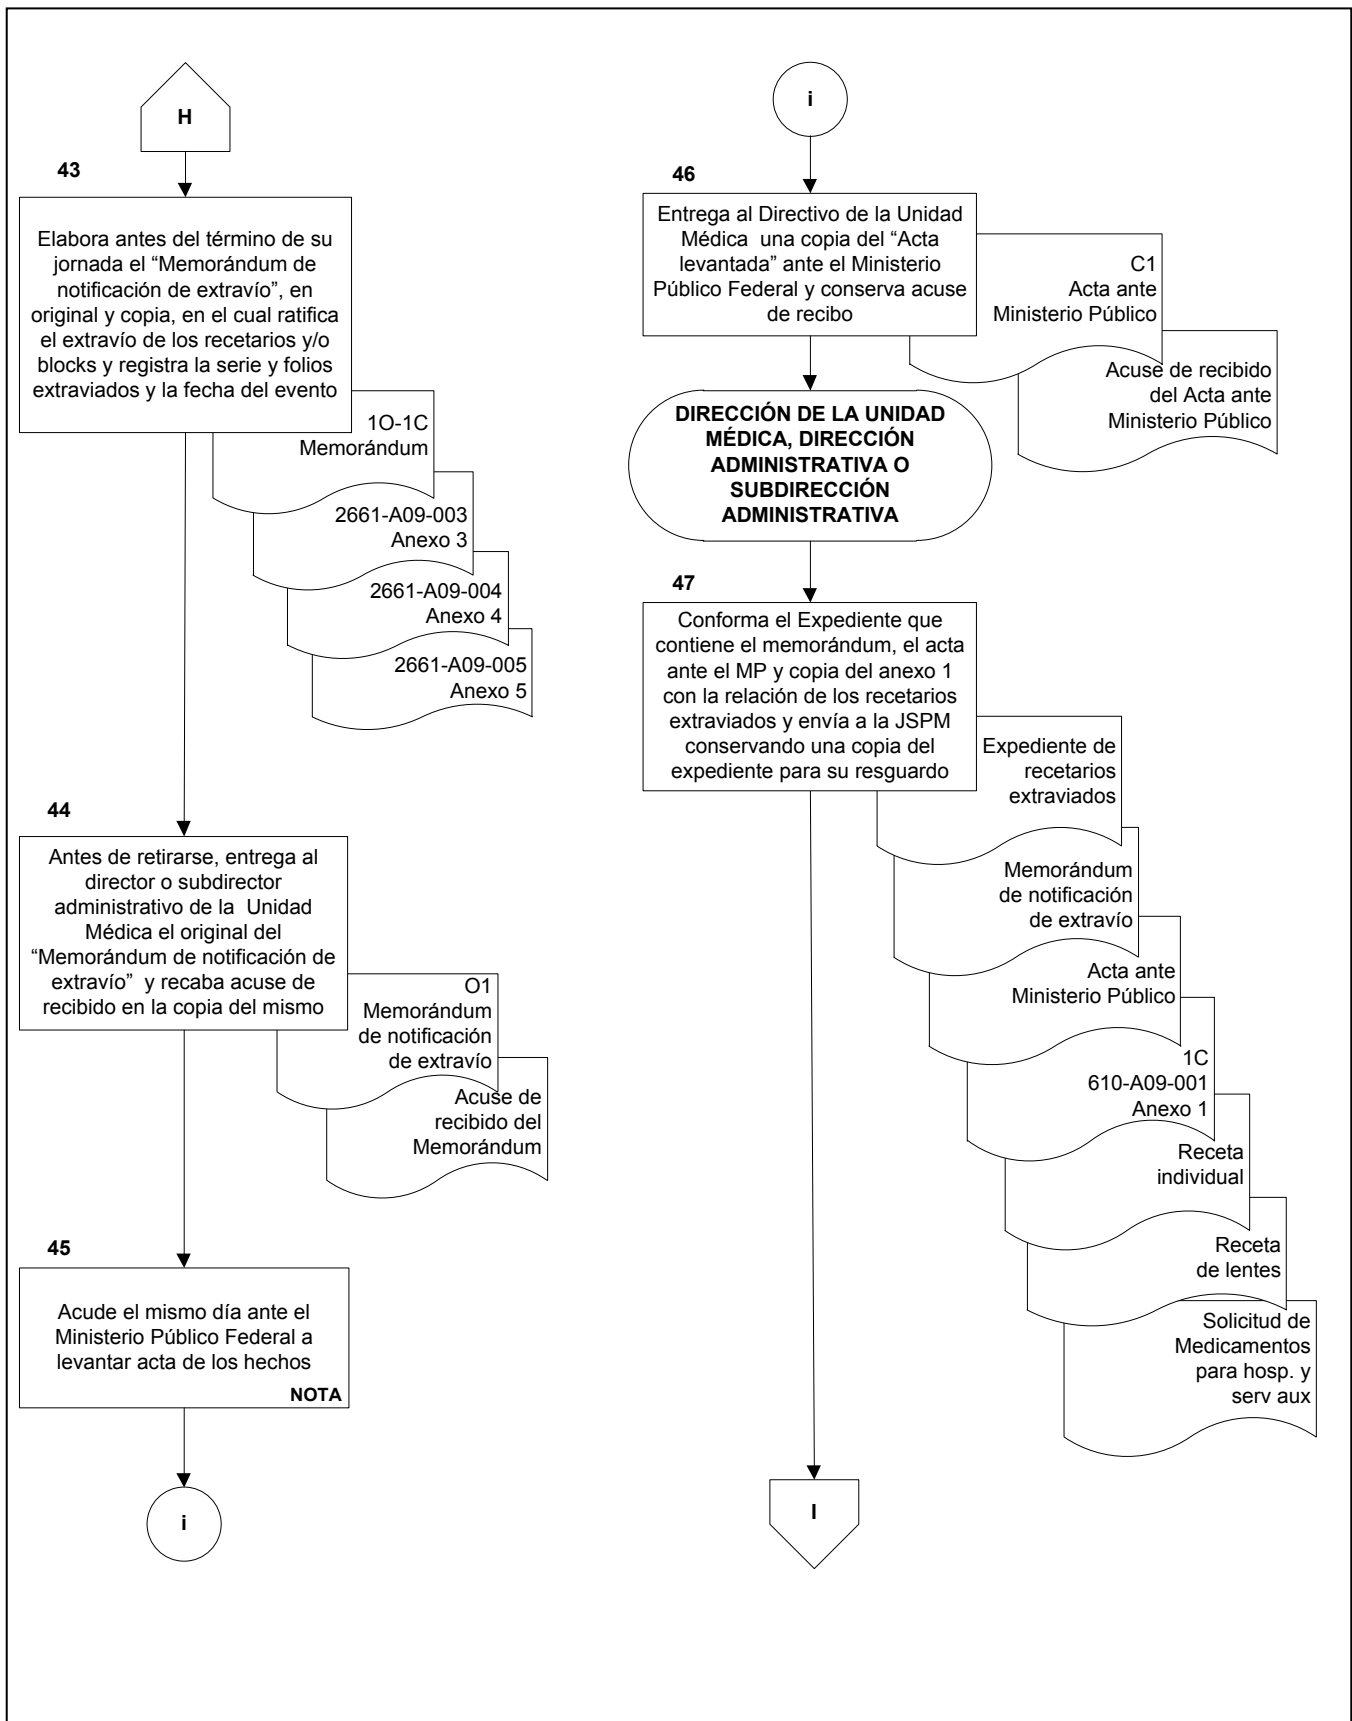 H
43
Elabora antes del término de su
jornada el “Memorándum de
notificación de extravío”, en
original y copia, en el cual ratifica
el extravío de los recetarios y/o
blocks y registra la serie y folios
extraviados y la fecha del evento
1O-1C
Memorándum
2661-A09-003
Anexo 3
2661-A09-004
Anexo 4
2661-A09-005
Anexo 5
44
Antes de retirarse, entrega al
director o subdirector
administrativo de la Unidad
Médica el original del
“Memorándum de notificación de
extravío” y recaba acuse de
recibido en la copia del mismo
O1
Memorándum
de notificación
de extravío
Acuse de
recibido del
Memorándum
45
Acude el mismo día ante el
Ministerio Público Federal a
levantar acta de los hechos
NOTA
i
i
46
Entrega al Directivo de la Unidad
Médica una copia del “Acta
levantada” ante el Ministerio
Público Federal y conserva acuse
de recibo
C1
Acta ante
Ministerio Público
Acuse de recibido
del Acta ante
Ministerio Público
DIRECCIÓN DE LA UNIDAD
MÉDICA, DIRECCIÓN
ADMINISTRATIVA O
SUBDIRECCIÓN
ADMINISTRATIVA
47
Conforma el Expediente que
contiene el memorándum, el acta
ante el MP y copia del anexo 1
con la relación de los recetarios
extraviados y envía a la JSPM
conservando una copia del
expediente para su resguardo
Expediente de
recetarios
extraviados
Memorándum
de notificación
de extravío
Acta ante
Ministerio Público
1C
610-A09-001
Anexo 1
Receta
individual
Receta
de lentes
Solicitud de
Medicamentos
para hosp. y
serv aux
I